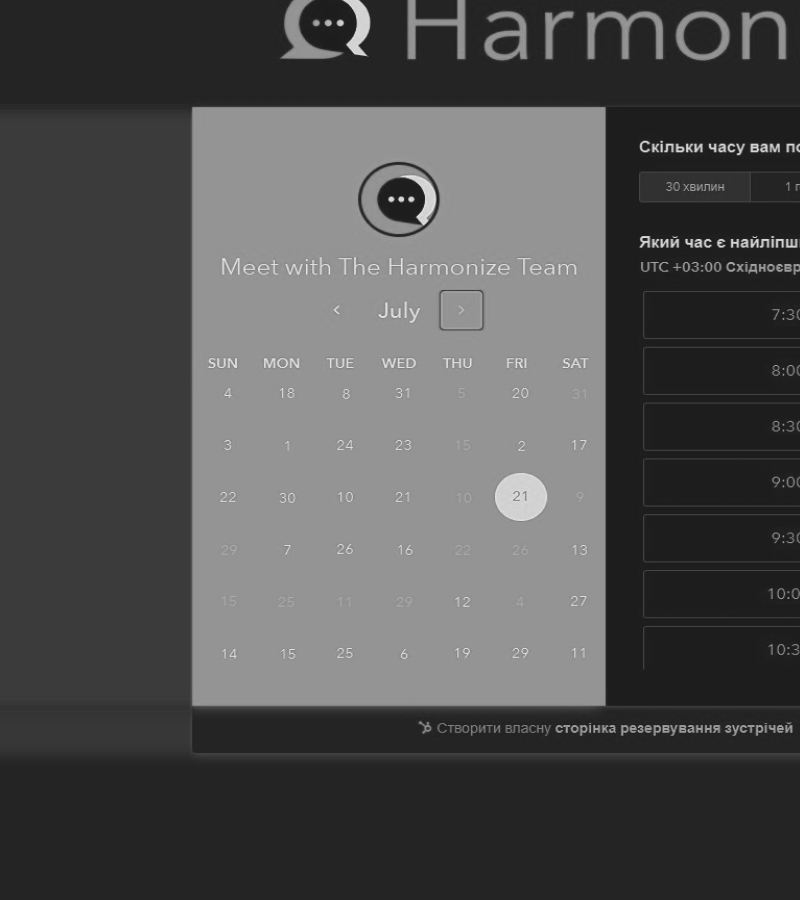 Harmon
Meet with The Harmonize Team
July
SUN MON TUE WED THU FRI SAT
4 18 8 31 5 20 31
3 1 24 23 15 2 17
22 30 10 21 10 21 9
29 7 26 16 22 26 13
15 25 11 29 12 4 27
14 15 25 6 19 29 11
Скільки часу вам по
30 хвилин 1 г
Який час є найліпш
UTC +03:00 Східноєвр
7:30
8:00
8:30
9:00
9:30
10:0
10:3
Створити власну сторінка резервування зустрічей